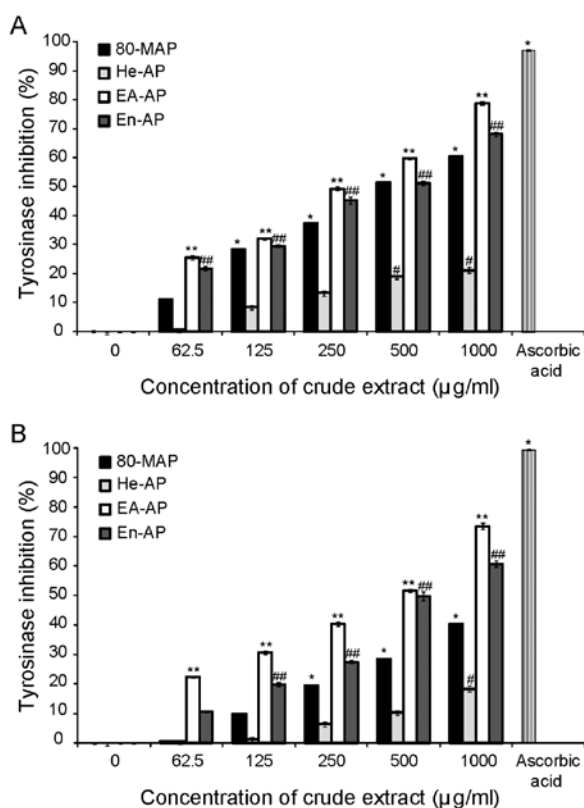 A
80-MAP
He-AP
EA-AP
En-AP
Tyrosinase inhibition (%)
100
90
80
70
60
50
40
30
20
10
0
** ##
* ** ##
* ** ##
* ** # ##
* ** # ##
*
0 62.5 125 250 500 1000 Ascorbic
acid
Concentration of crude extract (µg/ml)
B
80-MAP
He-AP
EA-AP
En-AP
Tyrosinase inhibition (%)
100
90
80
70
60
50
40
30
20
10
0
**
** ##
* ** ##
* ** ##
* # ** ##
*
0 62.5 125 250 500 1000 Ascorbic
acid
Concentration of crude extract (µg/ml)